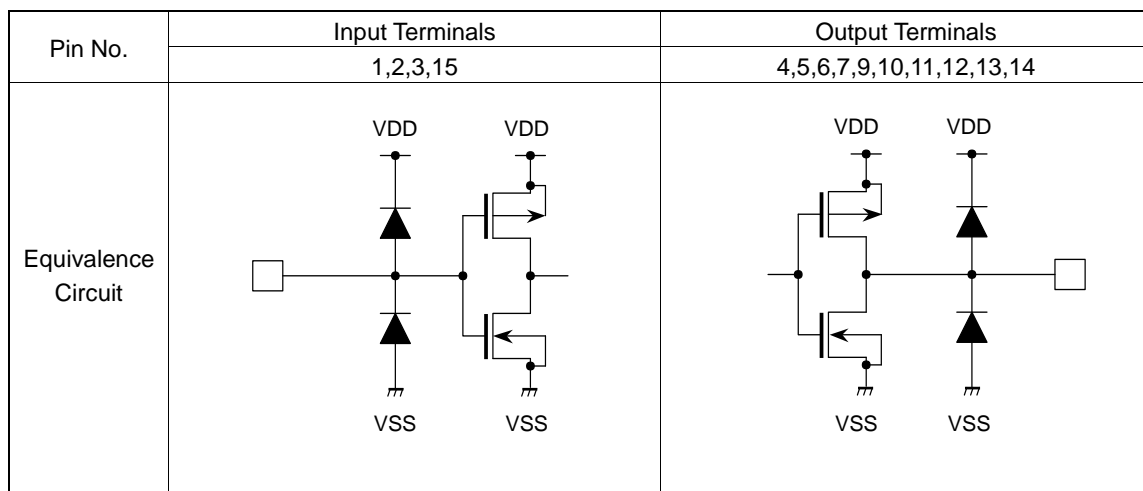 Pin No.
Input Terminals
Output Terminals
1,2,3,15
4,5,6,7,9,10,11,12,13,14
Equivalence
Circuit
VDD VDD
VSS VSS
VDD VDD
VSS VSS